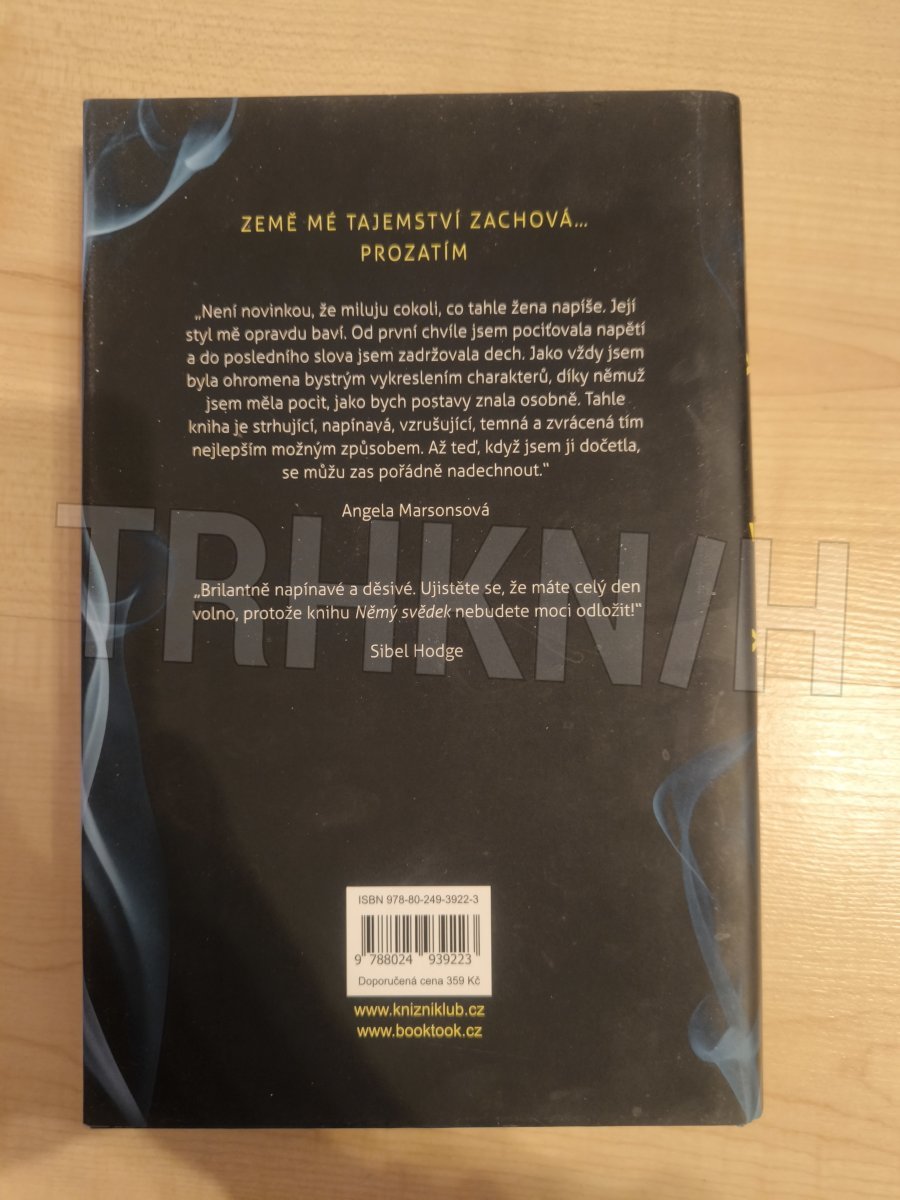 ZEMĚ MÉ TAJEMSTVÍ ZACHOVÁ...
PROZATÍM
„Není novinkou, že miluju cokoli, co tahle žena napíše. Její
styl mě opravdu baví. Od první chvíle jsem pociťovala napětí
a do posledního slova jsem zadržovala dech. Jako vždy jsem
byla ohromena bystrým vykreslením charakterů, díky němuž
jsem měla pocit, jako bych postavy znala osobně. Tahle
kniha je strhující, napínavá, vzrušující, temná a zvrácená tím
nejlepším možným způsobem. Až teď, když jsem ji dočetla,
se můžu zas pořádně nadechnout.“
Angela Marsonsová
TRHKNIH
„Brilantně napínavé a děsivé. Ujistěte se, že máte celý den
volno, protože knihu Němý svědek nebudete moci odložit!“
Sibel Hodge
ISBN 978-80-249-3922-3
9 788024 939223
Doporučená cena 359 Kč
www.knizniklub.cz
www.booktook.cz